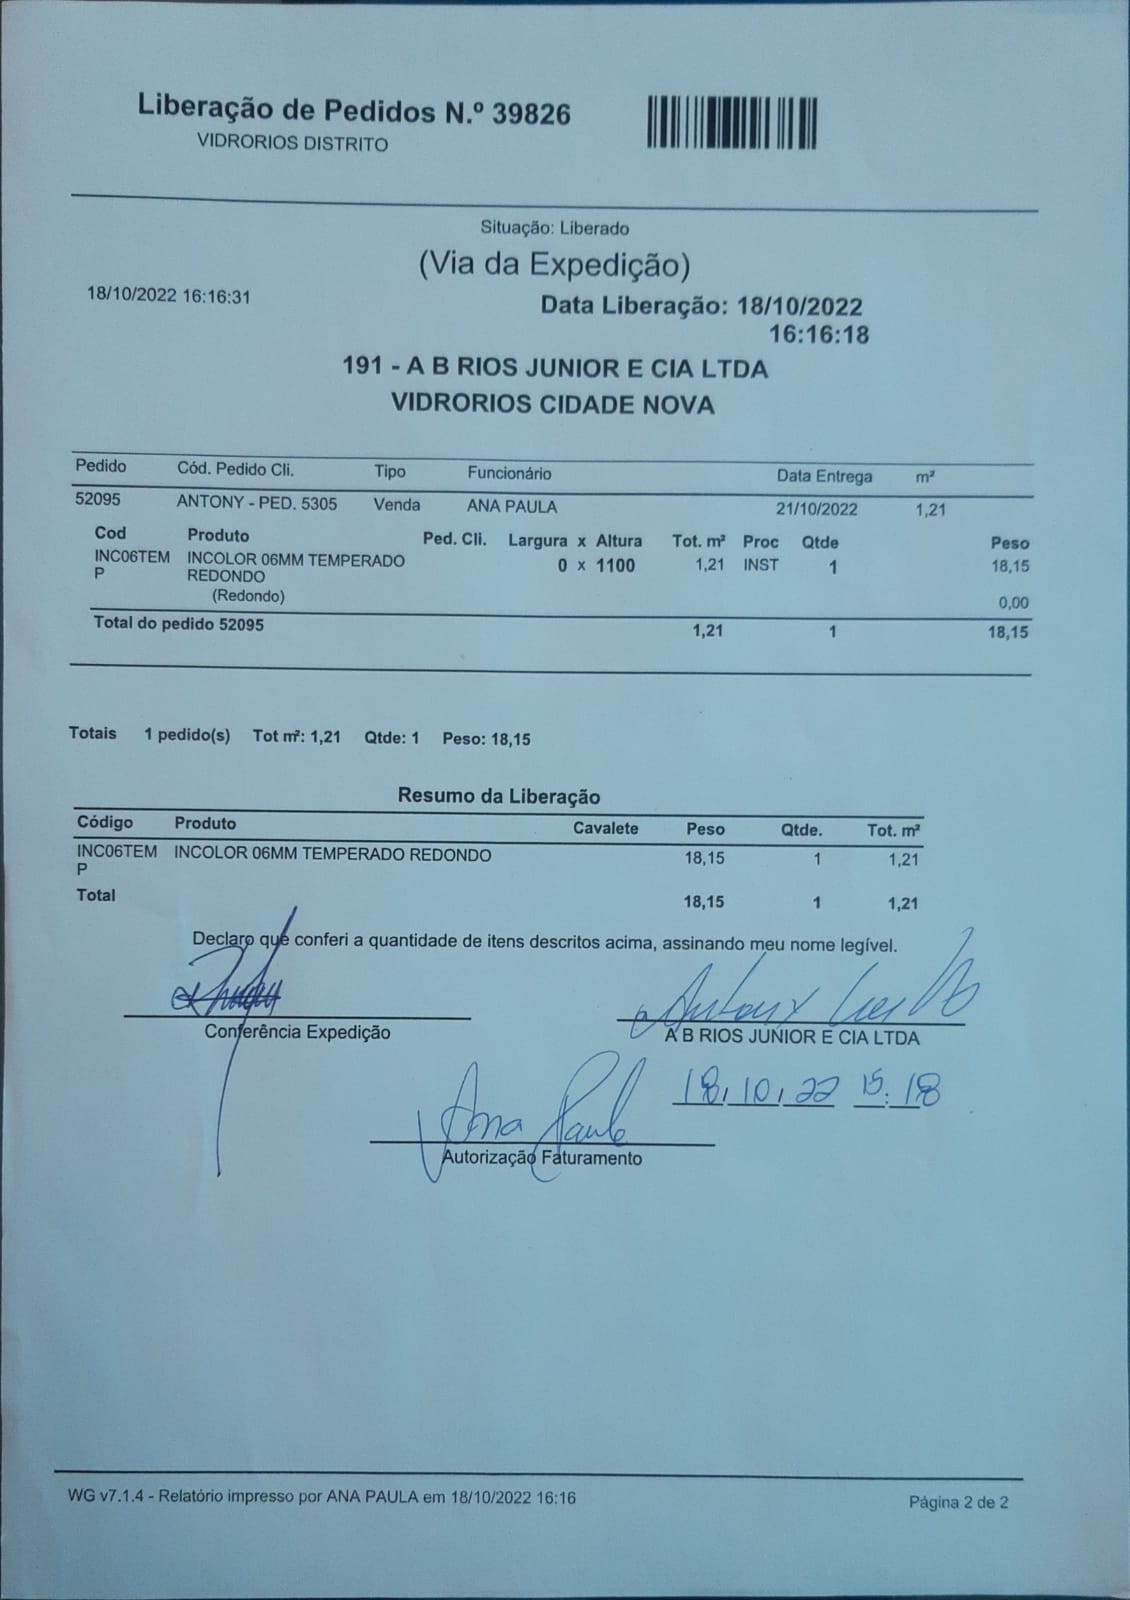 Liberação de Pedidos N.º 39826
VIDRORIOS DISTRITO
Situação: Liberado
(Via da Expedição)
18/10/2022 16:16:31
Data Liberação: 18/10/2022
16:16:18
191 - A B RIOS JUNIOR E CIA LTDA
VIDRORIOS CIDADE NOVA
Pedido Cód. Pedido Cli. Tipo Funcionário Data Entrega m²
52095 ANTONY - PED. 5305 Venda ANA PAULA 21/10/2022 1,21
Cod Produto Ped. Cli. Largura x Altura Tot. m² Proc Qtde Peso
INC06TEM INCOLOR 06MM TEMPERADO 0 x 1100 1,21 INST 1 18,15
P REDONDO
(Redondo) 0,00
Total do pedido 52095 1,21 1 18,15
Totais 1 pedido(s) Tot m²: 1,21 Qtde: 1 Peso: 18,15
Resumo da Liberação
Código Produto Cavalete Peso Qtde. Tot. m²
INC06TEM INCOLOR 06MM TEMPERADO REDONDO 18,15 1 1,21
P
Total 18,15 1 1,21
Declaro que conferi a quantidade de itens descritos acima, assinando meu nome legível.
Antony
Conferência Expedição A B RIOS JUNIOR E CIA LTDA
18,10,22 15:18
Ana Paula
Autorização Faturamento
WG v7.1.4 - Relatório impresso por ANA PAULA em 18/10/2022 16:16 Página 2 de 2